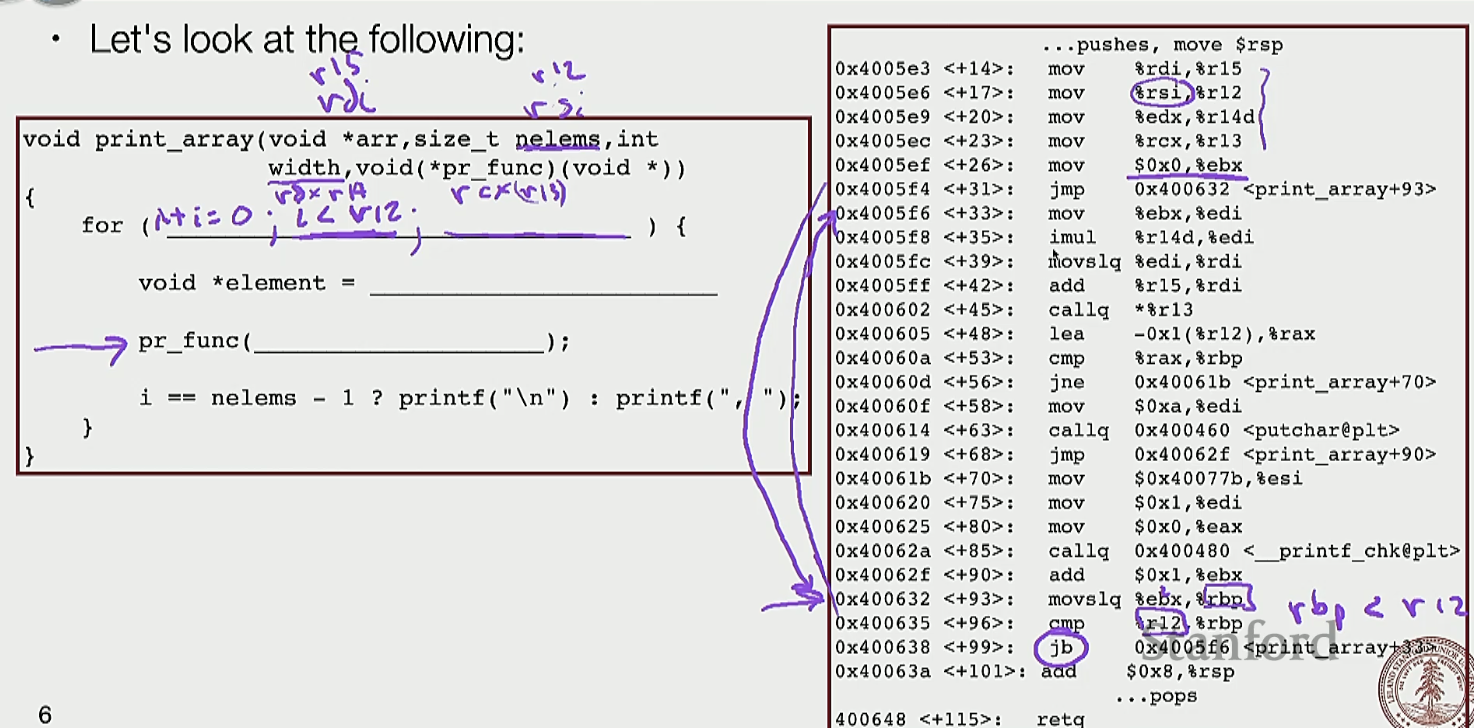 • Let's look at the following:
r15 r12
rdi rsi
void print_array(void *arr,size_t nelems,int
width,void(*pr_func)(void *))
rdx r14 rcx(r13)
{
for (int i = 0 ; i < r12 ; ____________ ) {
void *element = ____________
pr_func(____________);
i == nelems - 1 ? printf("\n") : printf(", ");
}
}
6
...pushes, move $rsp
0x4005e3 <+14>: mov %rdi,%r15
0x4005e6 <+17>: mov %rsi,%r12
0x4005e9 <+20>: mov %edx,%r14d
0x4005ec <+23>: mov %rcx,%r13
0x4005ef <+26>: mov $0x0,%ebx
0x4005f4 <+31>: jmp 0x400632 <print_array+93>
0x4005f6 <+33>: mov %ebx,%edi
0x4005f8 <+35>: imul %r14d,%edi
0x4005fc <+39>: movslq %edi,%rdi
0x4005ff <+42>: add %r15,%rdi
0x400602 <+45>: callq *%r13
0x400605 <+48>: lea -0x1(%r12),%rax
0x40060a <+53>: cmp %rax,%rbp
0x40060d <+56>: jne 0x40061b <print_array+70>
0x40060f <+58>: mov $0xa,%edi
0x400614 <+63>: callq 0x400460 <putchar@plt>
0x400619 <+68>: jmp 0x40062f <print_array+90>
0x40061b <+70>: mov $0x40077b,%esi
0x400620 <+75>: mov $0x1,%edi
0x400625 <+80>: mov $0x0,%eax
0x40062a <+85>: callq 0x400480 <__printf_chk@plt>
0x40062f <+90>: add $0x1,%ebx
0x400632 <+93>: movslq %ebx,%rbp rbp < r12
0x400635 <+96>: cmp %r12,%rbp
0x400638 <+99>: jb 0x4005f6 <print_array+33>
0x40063a <+101>: add $0x8,%rsp
...pops
400648 <+115>: retq
Stanford